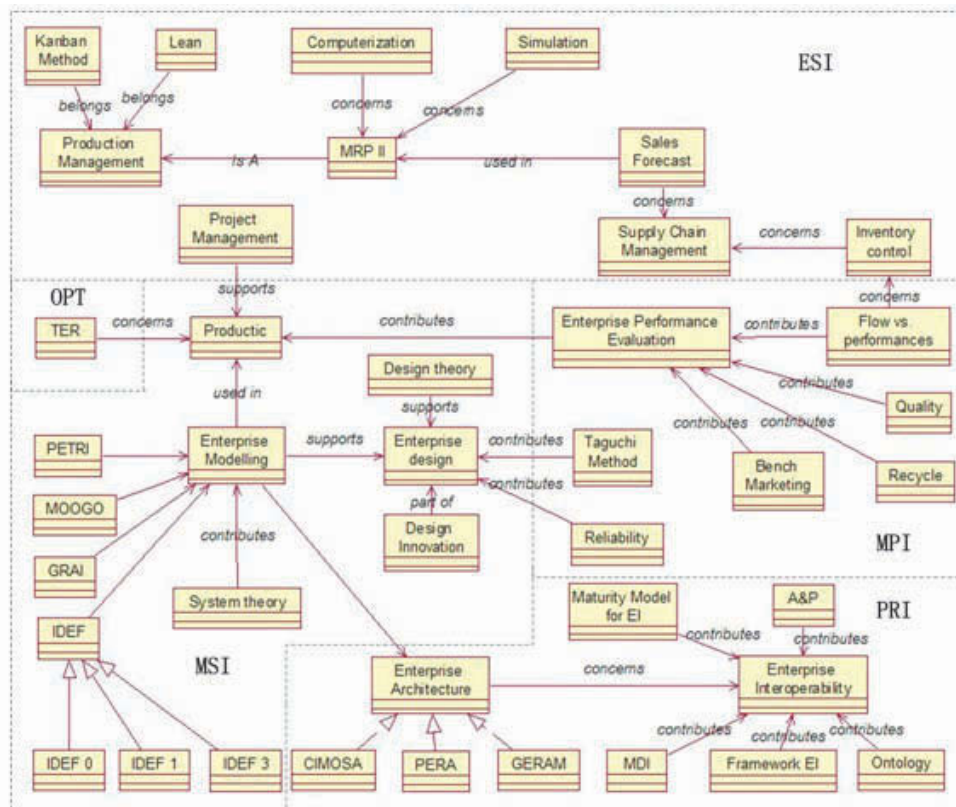 Kanban
Method
Lean
Computerization
Simulation
ESI
belongs
belongs
concerns
concerns
Production
Management
Is A
MRP II
used in
Sales
Forecast
concerns
Project
Management
Supply Chain
Management
concerns
Inventory
control
supports
concerns
OPT
TER
concerns
Productic
contributes
Enterprise Performance
Evaluation
contributes
Flow vs.
performances
Design theory
contributes
used in
supports
Quality
PETRI
Enterprise
Modelling
supports
Enterprise
design
contributes
Taguchi
Method
contributes
contributes
Bench
Marketing
Recycle
MOOGO
contributes
part of
contributes
Design
Innovation
Reliability
MPI
GRAI
System theory
Maturity Model
for EI
A&P
PRI
IDEF
contributes
contributes
MSI
Enterprise
Architecture
concerns
Enterprise
Interoperability
contributes
contributes
contributes
IDEF 0
IDEF 1
IDEF 3
CIMOSA
PERA
GERAM
MDI
Framework EI
Ontology